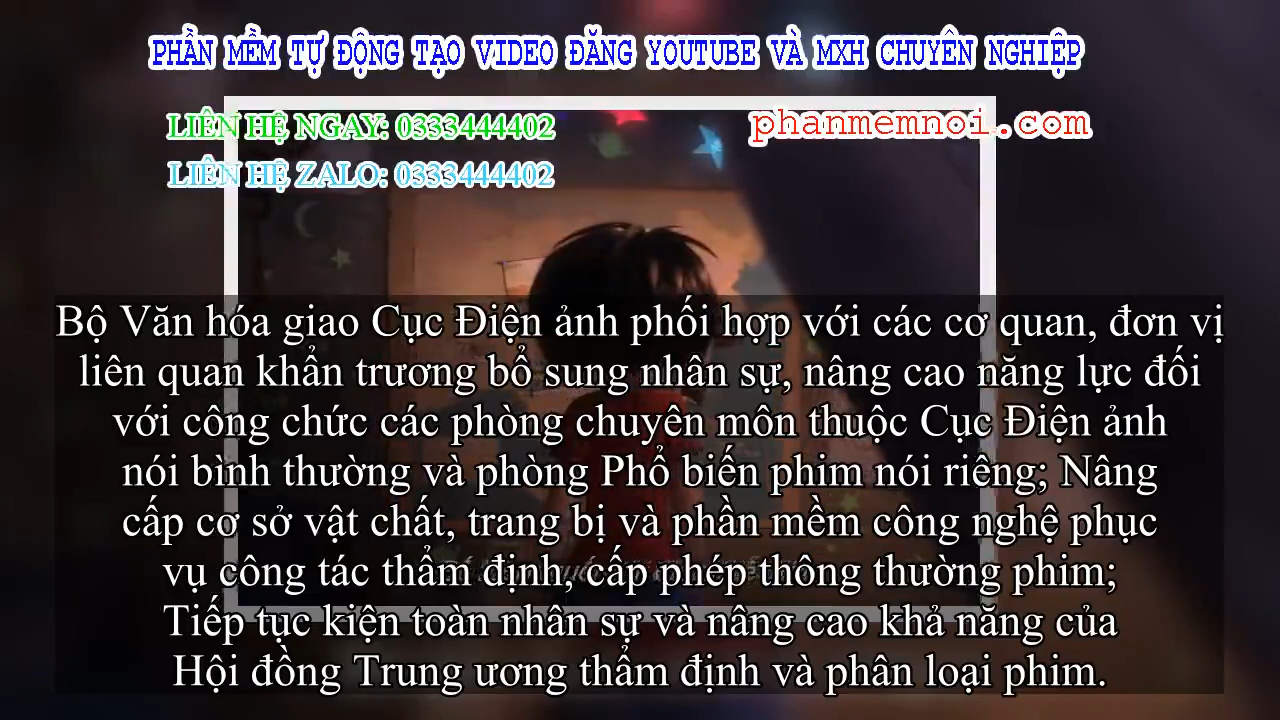 PHẦN MỀM TỰ ĐỘNG TẠO VIDEO ĐĂNG YOUTUBE VÀ MXH CHUYÊN NGHIỆP
LIÊN HỆ NGAY: 0333444402
phanmemnoi.com
LIÊN HỆ ZALO: 0333444402
Bộ Văn hóa giao Cục Điện ảnh phối hợp với các cơ quan, đơn vị
liên quan khẩn trương bổ sung nhân sự, nâng cao năng lực đối
với công chức các phòng chuyên môn thuộc Cục Điện ảnh
nói bình thường và phòng Phổ biến phim nói riêng; Nâng
cấp cơ sở vật chất, trang bị và phần mềm công nghệ phục
vụ công tác thẩm định, cấp phép thông thường phim;
Tiếp tục kiện toàn nhân sự và nâng cao khả năng của
Hội đồng Trung ương thẩm định và phân loại phim.